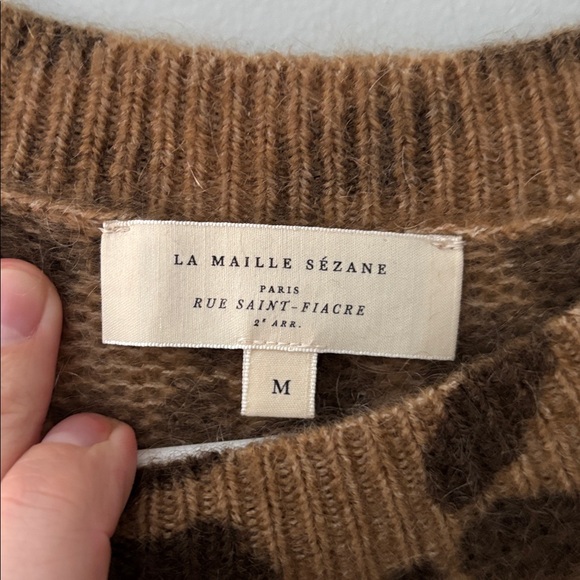 LA MAILLE SÉZANE
PARIS
RUE SAINT-FIACRE
2ᵉ ARR.
M